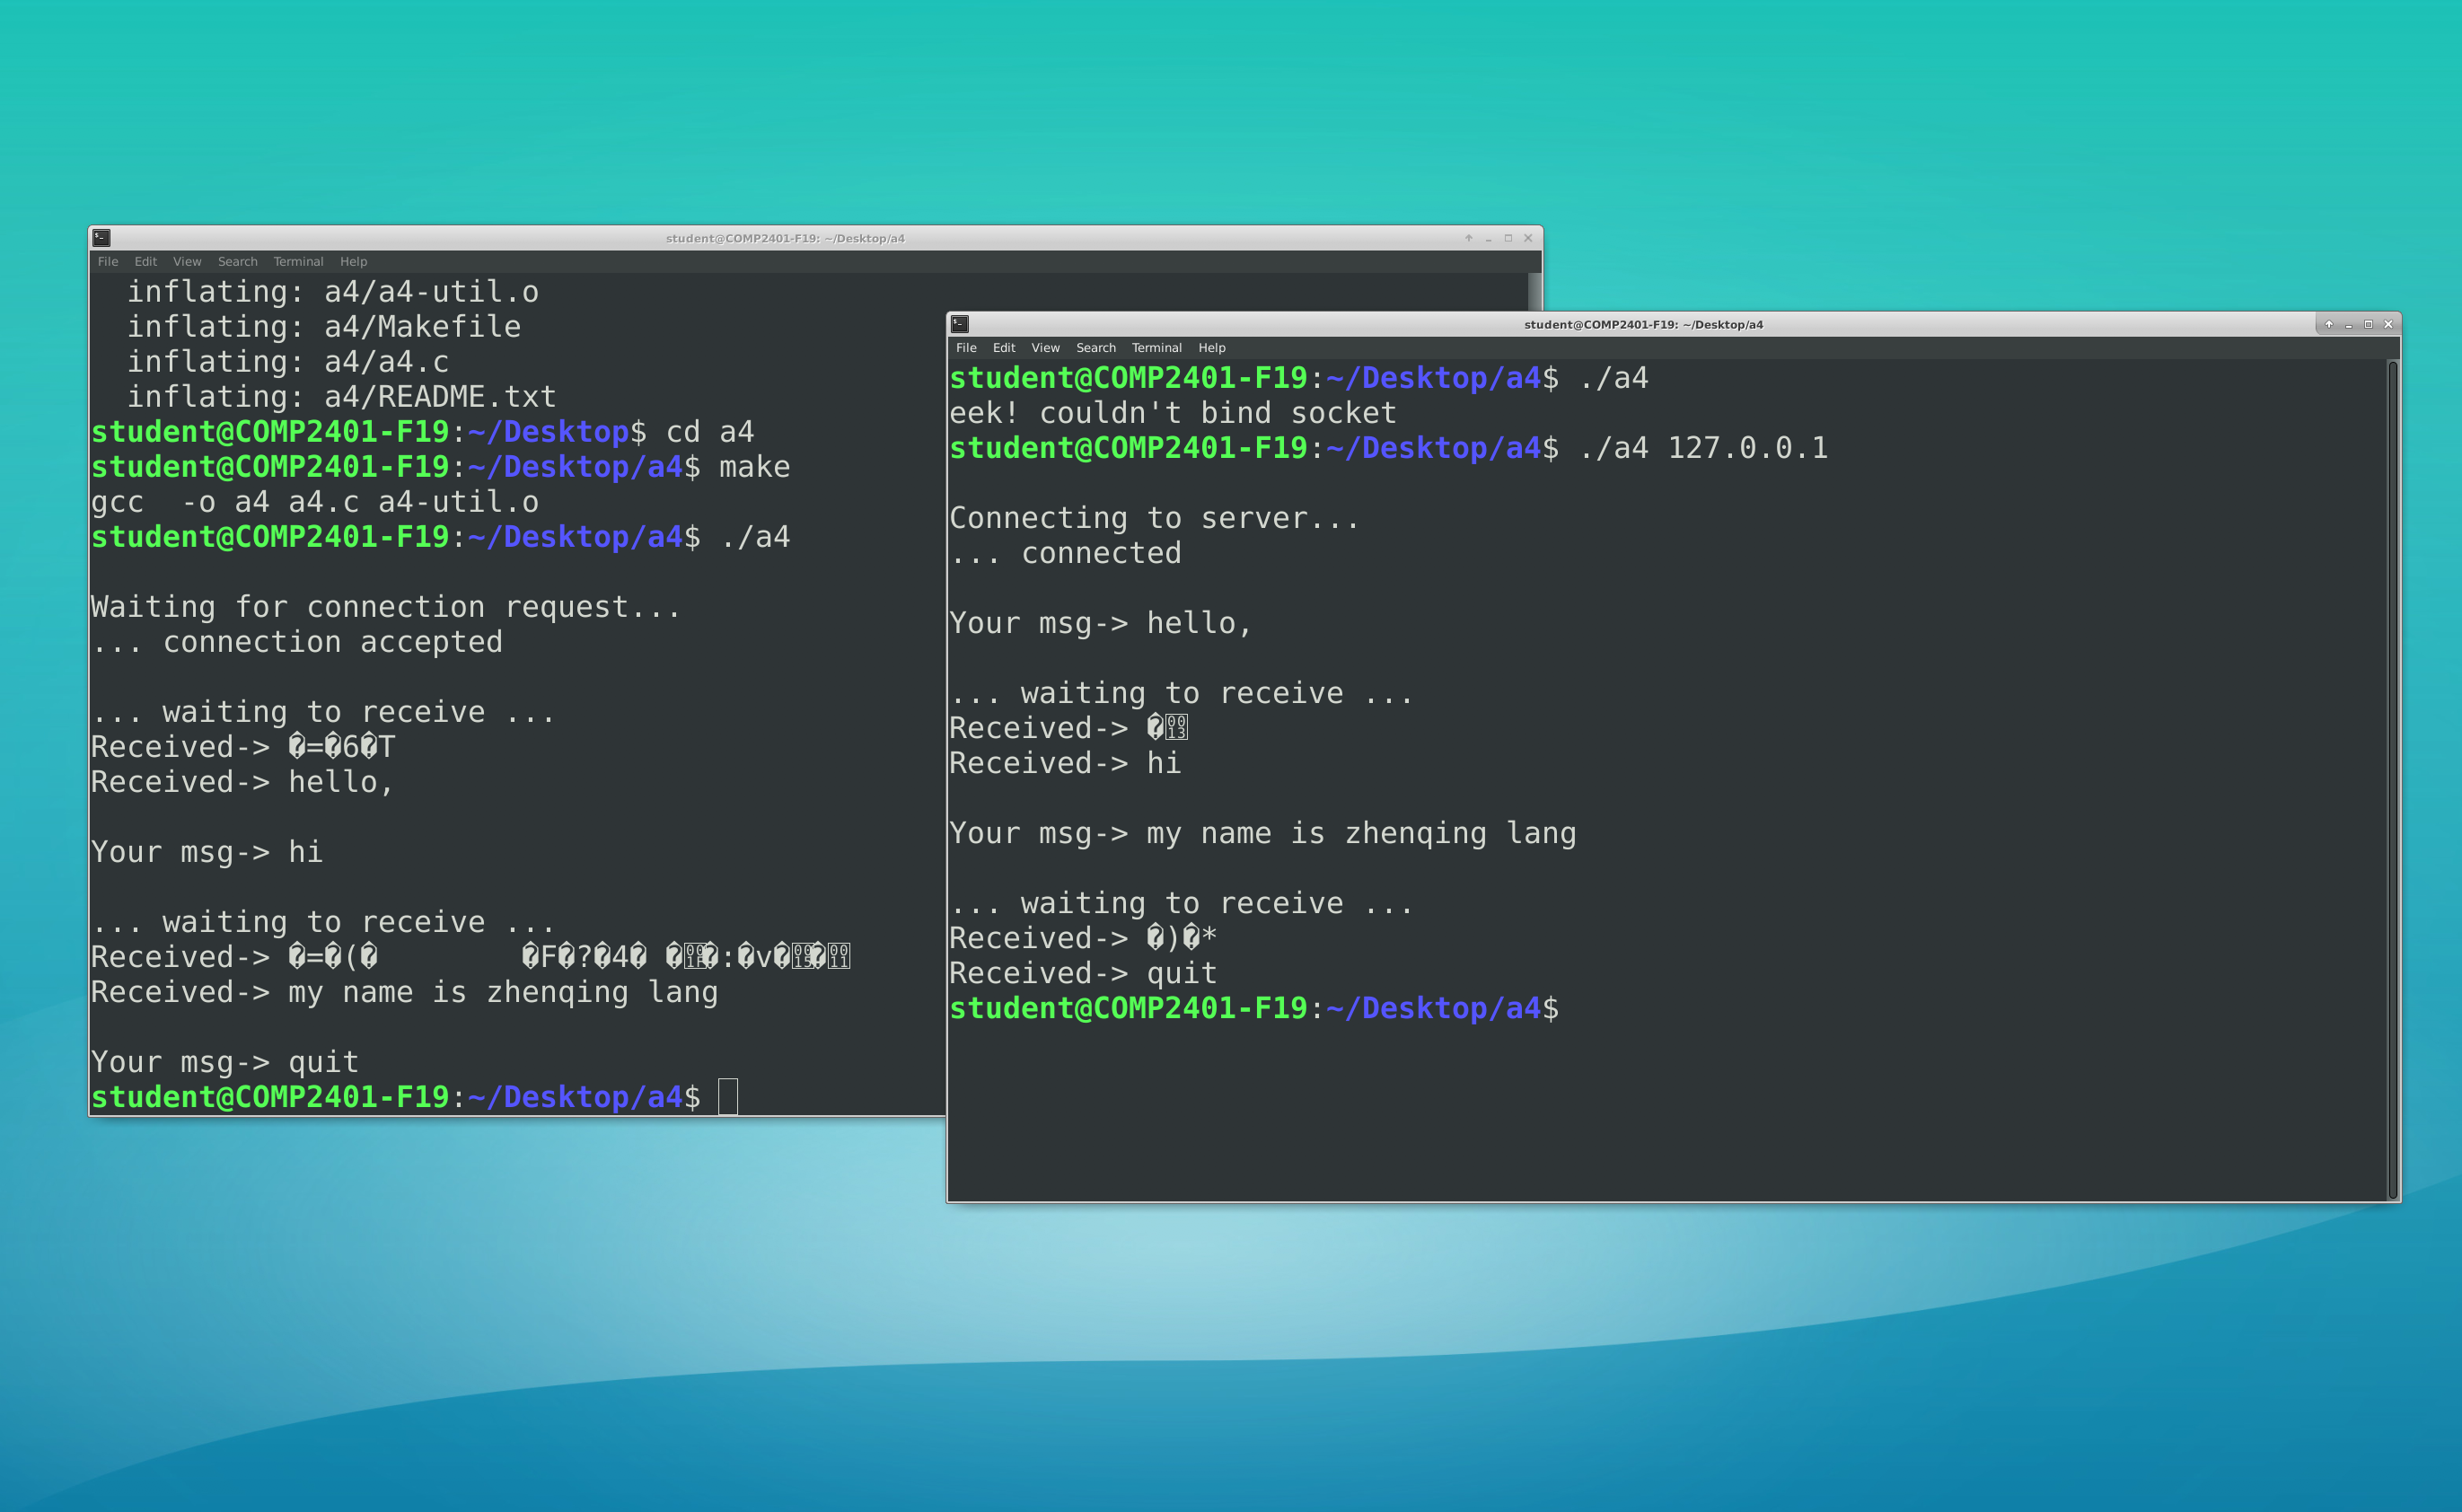 student@COMP2401-F19: ~/Desktop/a4
File Edit View Search Terminal Help
  inflating: a4/a4-util.o
  inflating: a4/Makefile
  inflating: a4/a4.c
  inflating: a4/README.txt
student@COMP2401-F19:~/Desktop$ cd a4
student@COMP2401-F19:~/Desktop/a4$ make
gcc  -o a4 a4.c a4-util.o
student@COMP2401-F19:~/Desktop/a4$ ./a4
Waiting for connection request...
... connection accepted
... waiting to receive ...
Received-> �=�6�T
Received-> hello,
Your msg-> hi
... waiting to receive ...
Received-> �=�(� �F�?�4� �:�v��
Received-> my name is zhenqing lang
Your msg-> quit
student@COMP2401-F19:~/Desktop/a4$
student@COMP2401-F19: ~/Desktop/a4
File Edit View Search Terminal Help
student@COMP2401-F19:~/Desktop/a4$ ./a4
eek! couldn't bind socket
student@COMP2401-F19:~/Desktop/a4$ ./a4 127.0.0.1
Connecting to server...
... connected
Your msg-> hello,
... waiting to receive ...
Received-> �
Received-> hi
Your msg-> my name is zhenqing lang
... waiting to receive ...
Received-> �)�*
Received-> quit
student@COMP2401-F19:~/Desktop/a4$